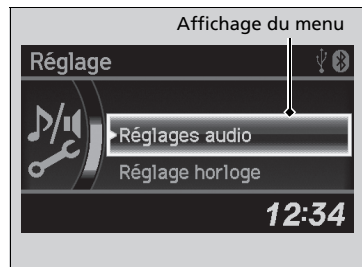 Affichage du menu
Réglage
Réglages audio
Réglage horloge
12:34